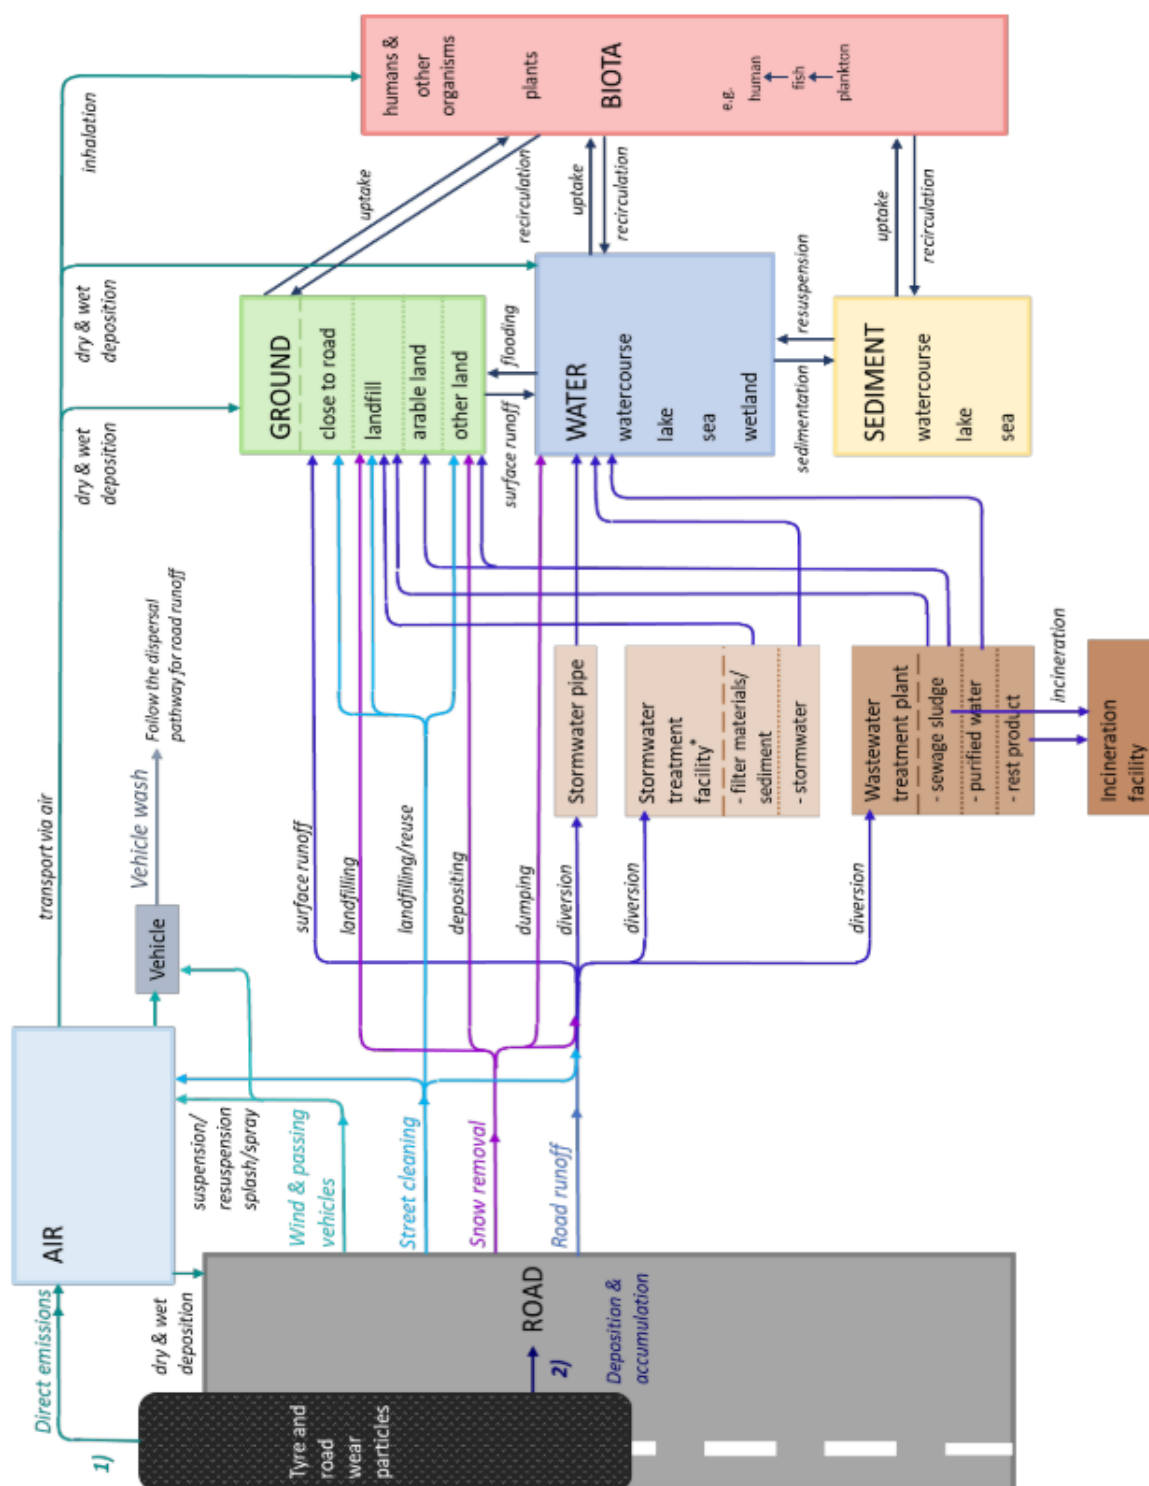 1)
Direct emissions
AIR
dry & wet
deposition
suspension/
resuspension
splash/spray
Vehicle
Vehicle wash
Follow the dispersal
pathway for road runoff
transport via air
dry & wet
deposition
dry & wet
deposition
inhalation
Tyre and
road
wear
particles
2)
ROAD
Deposition &
accumulation
Wind & passing
vehicles
Street cleaning
Snow removal
Road runoff
surface runoff
landfilling
landfilling/reuse
depositing
dumping
diversion
diversion
diversion
Stormwater pipe
Stormwater
treatment
facility*
- filter materials/
sediment
- stormwater
Wastewater
treatment plant
- sewage sludge
- purified water
- rest product
incineration
Incineration
facility
GROUND
close to road
landfill
arable land
other land
surface runoff
flooding
WATER
watercourse
lake
sea
wetland
sedimentation
resuspension
SEDIMENT
watercourse
lake
sea
uptake
recirculation
uptake
recirculation
uptake
recirculation
humans &
other
organisms
plants
BIOTA
e.g.
human
fish
plankton